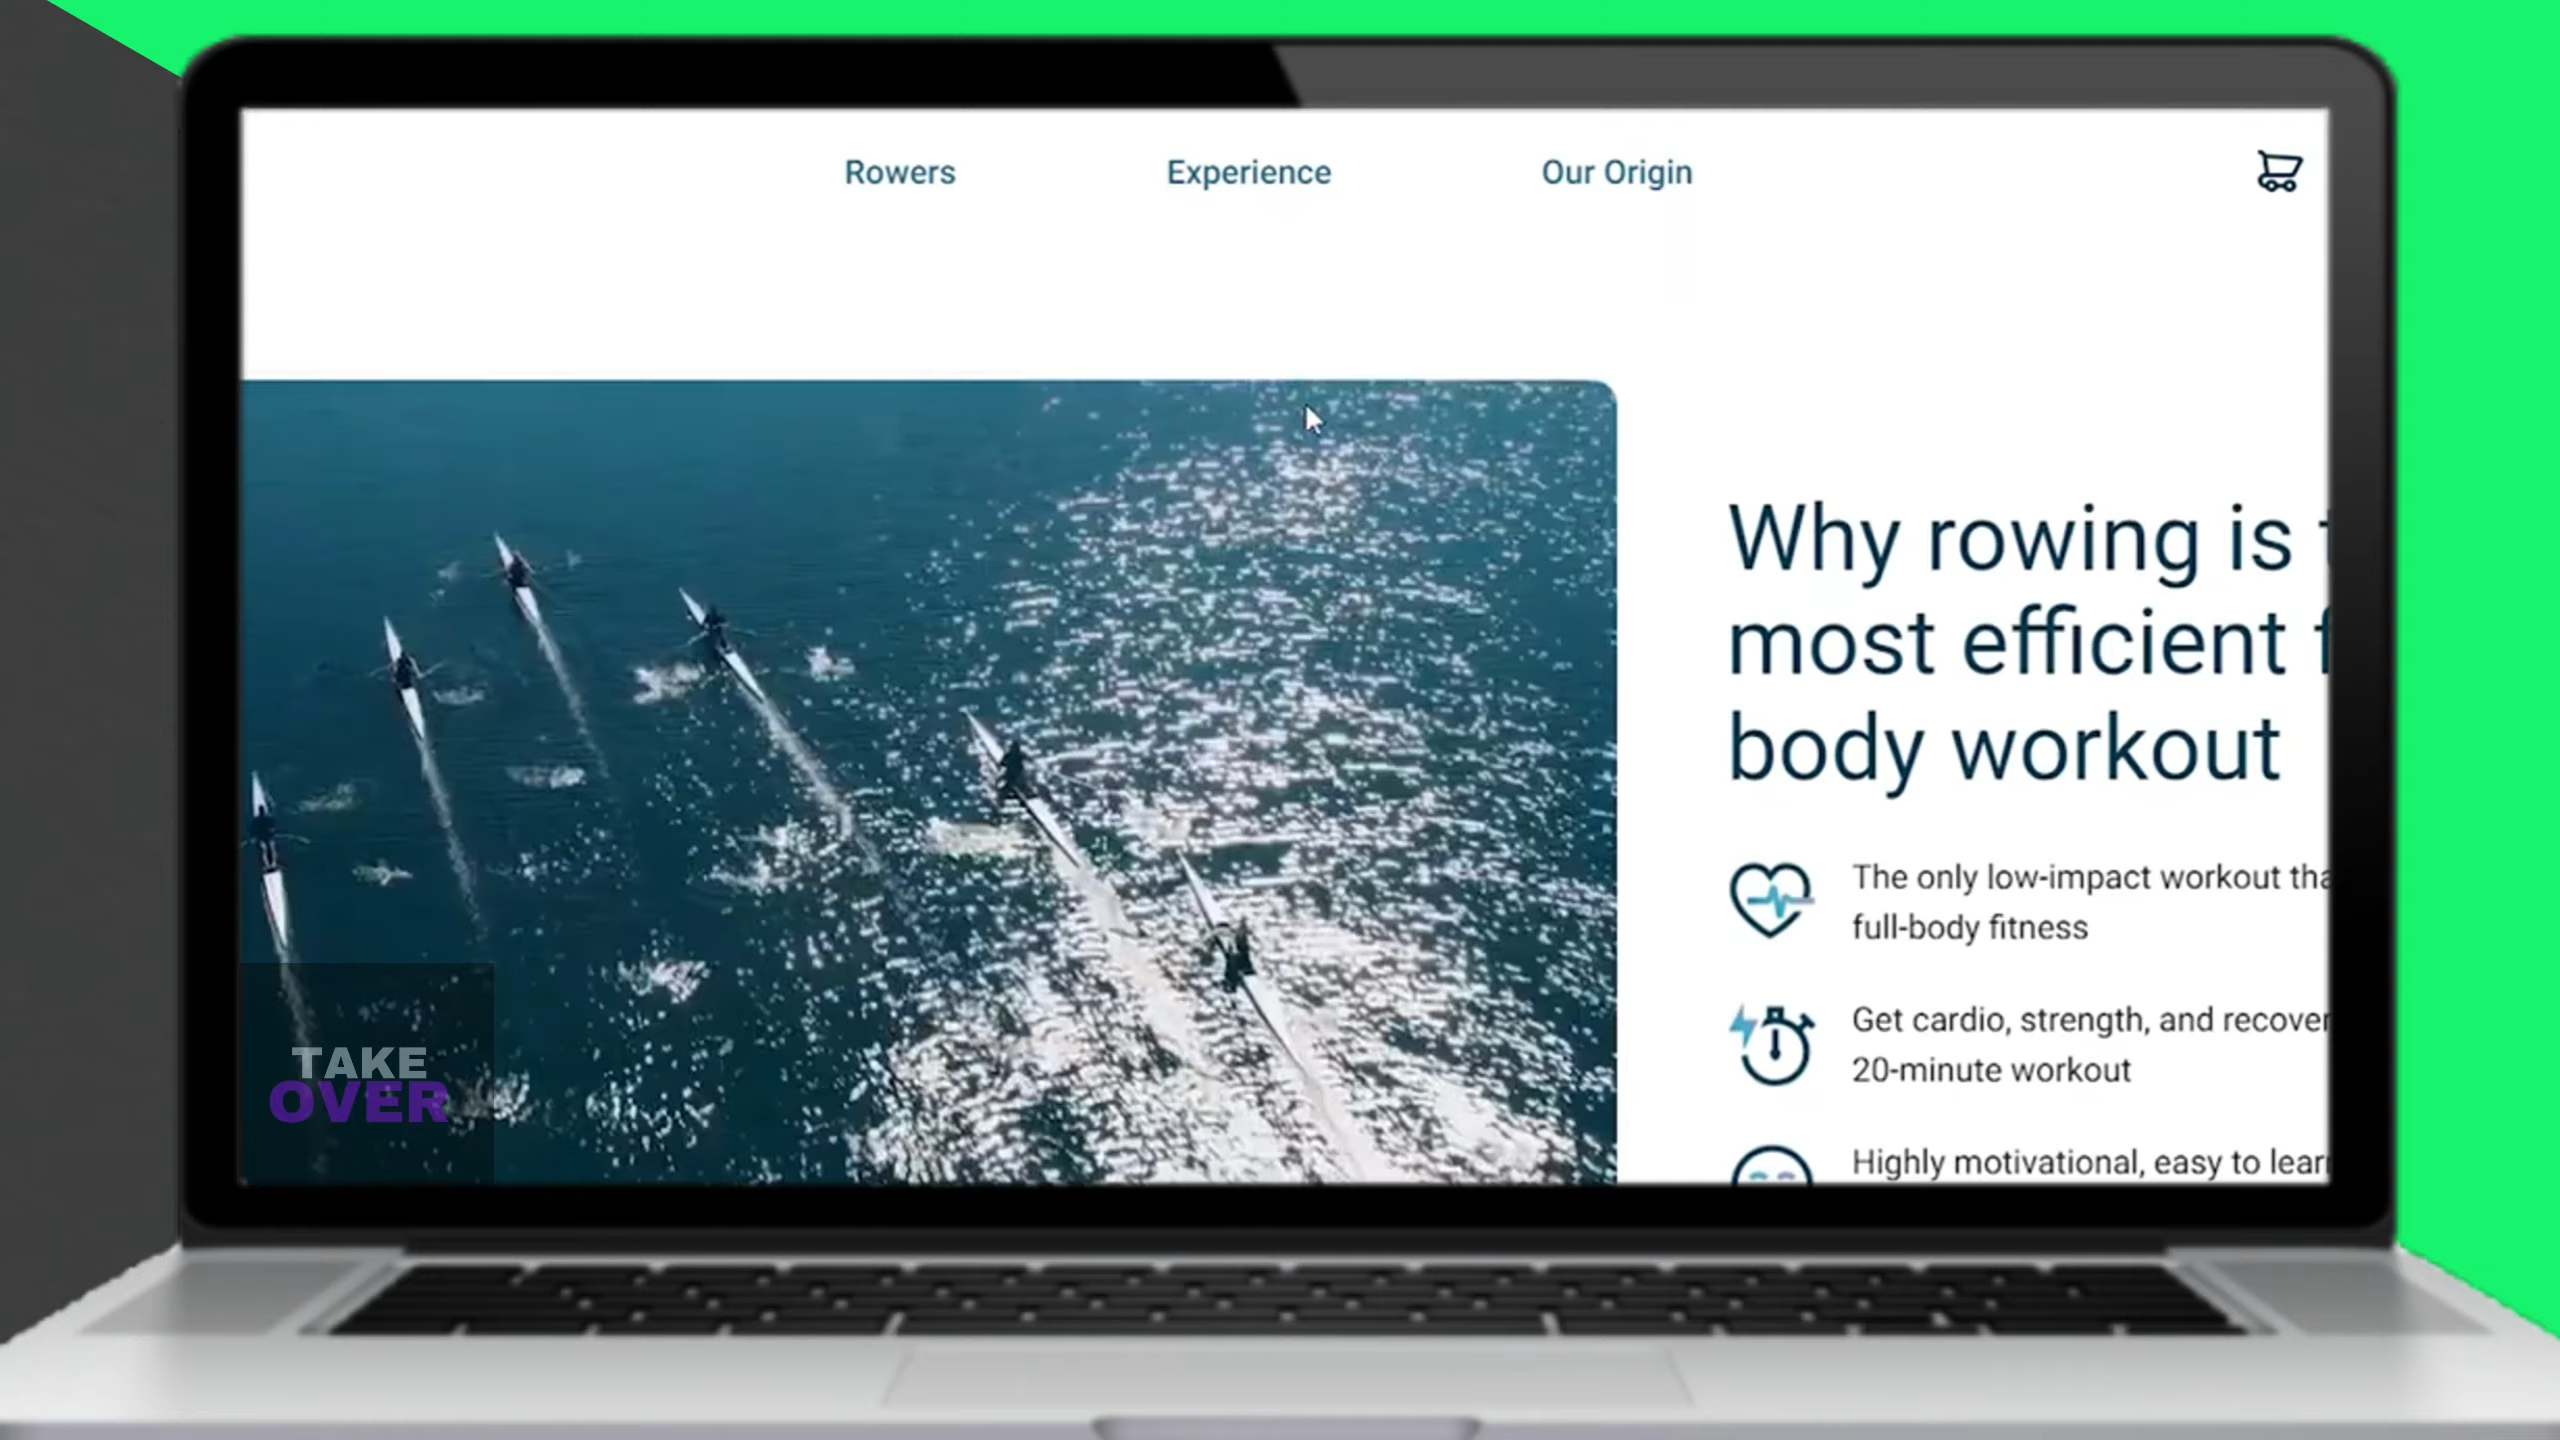 Rowers Experience Our Origin
Why rowing is
most efficient
body workout
The only low-impact workout
full-body fitness
Get cardio, strength, and
20-minute workout
Highly motivational, easy to
TAKE
OVER